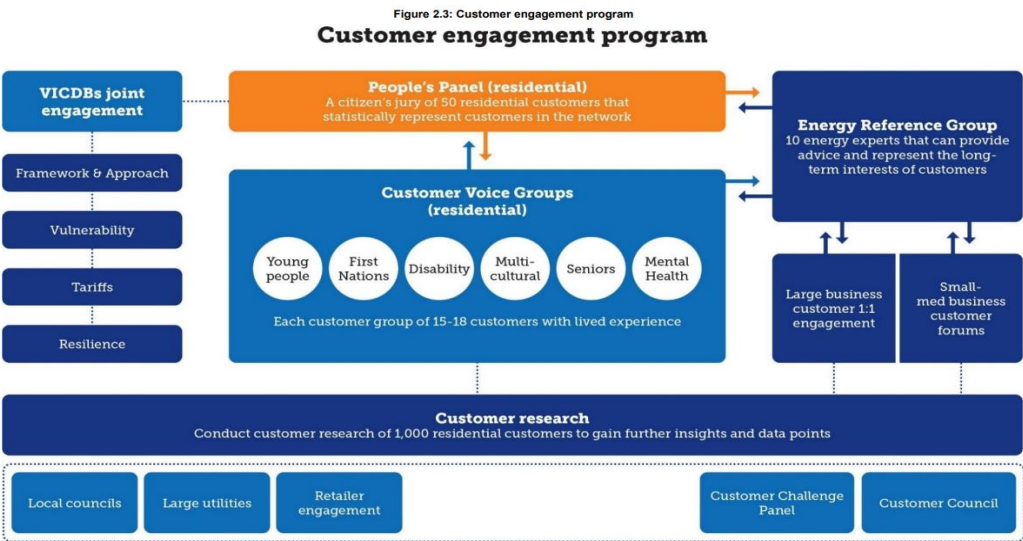 Figure 2.3: Customer engagement program
Customer engagement program
VICDBs joint
engagement
Framework & Approach
Vulnerability
Tariffs
Resilience
People's Panel (residential)
A citizen's jury of 50 residential customers that
statistically represent customers in the network
Customer Voice Groups
(residential)
Young
people
First
Nations
Disability
Multi-
cultural
Seniors
Mental
Health
Each customer group of 15-18 customers with lived experience
Energy Reference Group
10 energy experts that can provide
advice and represent the long-
term interests of customers
Large business
customer 1:1
engagement
Small-
med business
customer
forums
Customer research
Conduct customer research of 1,000 residential customers to gain further insights and data points
Local councils
Large utilities
Retailer
engagement
Customer Challenge
Panel
Customer Council